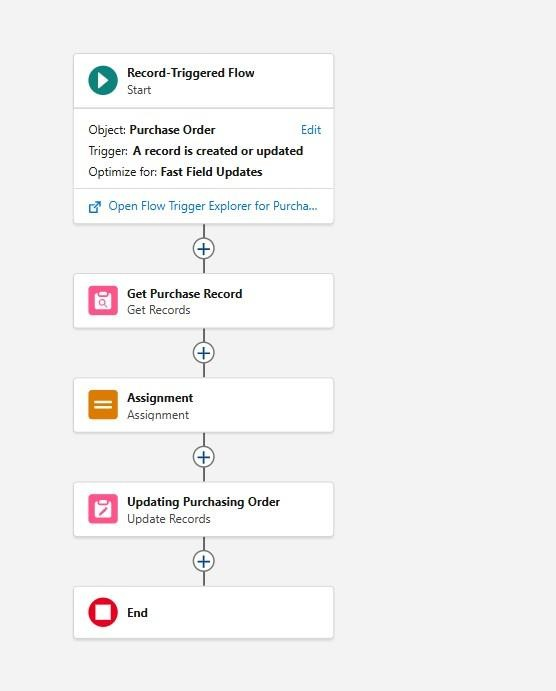 Record-Triggered Flow
Start
Object: Purchase Order Edit
Trigger: A record is created or updated
Optimize for: Fast Field Updates
Open Flow Trigger Explorer for Purcha...
Get Purchase Record
Get Records
Assignment
Assignment
Updating Purchasing Order
Update Records
End